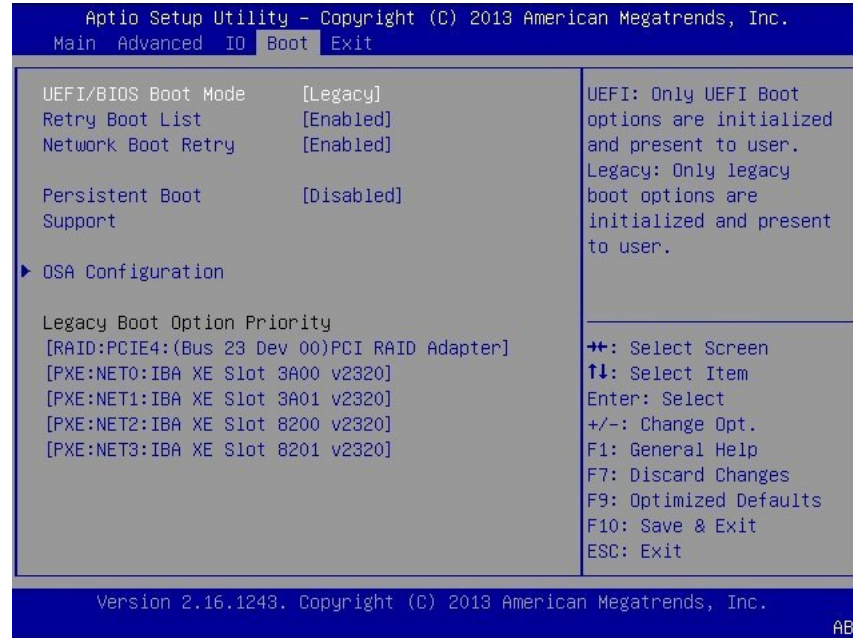 Aptio Setup Utility – Copyright (C) 2013 American Megatrends, Inc.
Main Advanced IO Boot Exit
UEFI/BIOS Boot Mode [Legacy]
Retry Boot List [Enabled]
Network Boot Retry [Enabled]
Persistent Boot [Disabled]
Support
OSA Configuration
Legacy Boot Option Priority
[RAID:PCIE4:(Bus 23 Dev 00)PCI RAID Adapter]
[PXE:NET0:IBA XE Slot 3A00 v2320]
[PXE:NET1:IBA XE Slot 3A01 v2320]
[PXE:NET2:IBA XE Slot 8200 v2320]
[PXE:NET3:IBA XE Slot 8201 v2320]
UEFI: Only UEFI Boot
options are initialized
and present to user.
Legacy: Only legacy
boot options are
initialized and present
to user.
→←: Select Screen
↑↓: Select Item
Enter: Select
+/-: Change Opt.
F1: General Help
F7: Discard Changes
F9: Optimized Defaults
F10: Save & Exit
ESC: Exit
Version 2.16.1243. Copyright (C) 2013 American Megatrends, Inc.
AB